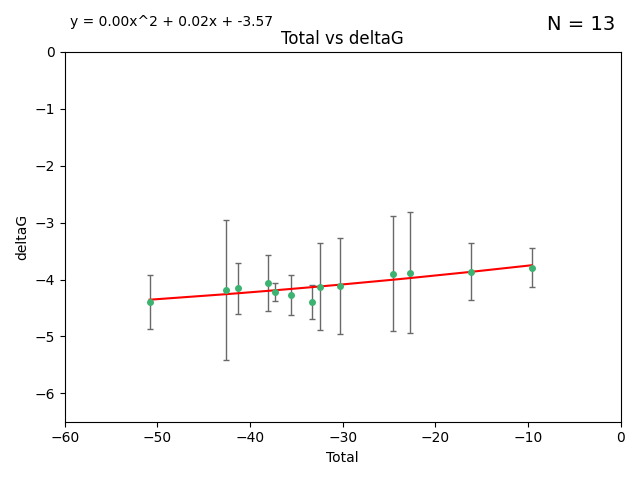 y = 0.00x^2 + 0.02x + -3.57
N = 13
Total vs deltaG
0
−1
−2
−3
−4
−5
−6
deltaG
−60 −50 −40 −30 −20 −10 0
Total